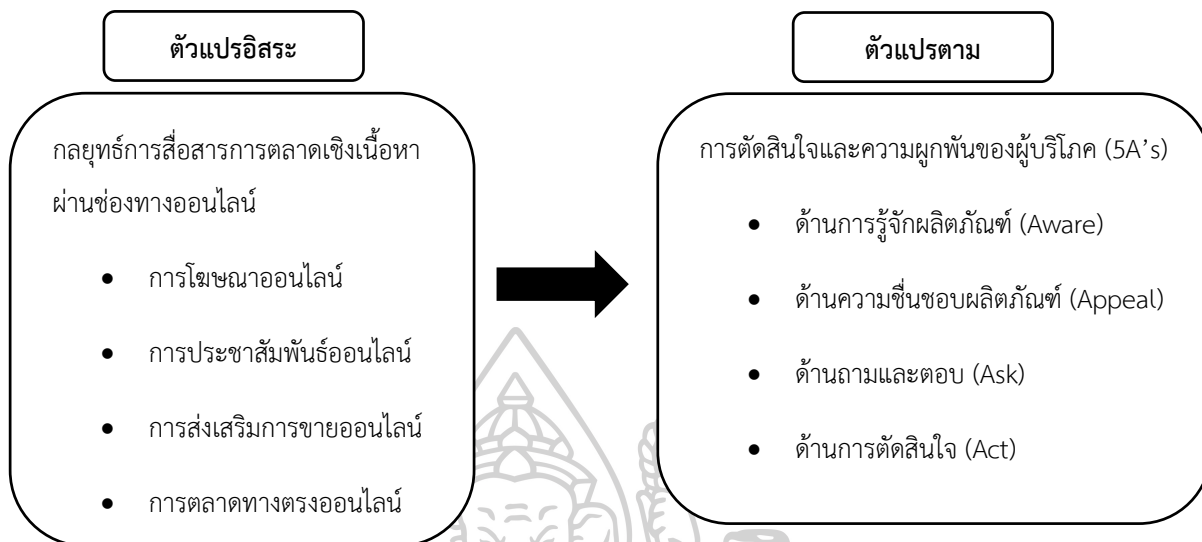 ตัวแปรอิสระ
กลยุทธ์การสื่อสารการตลาดเชิงเนื้อหา
ผ่านช่องทางออนไลน์
• การโฆษณาออนไลน์
• การประชาสัมพันธ์ออนไลน์
• การส่งเสริมการขายออนไลน์
• การตลาดทางตรงออนไลน์
ตัวแปรตาม
การตัดสินใจและความผูกพันของผู้บริโภค (5A’s)
• ด้านการรู้จักผลิตภัณฑ์ (Aware)
• ด้านความชื่นชอบผลิตภัณฑ์ (Appeal)
• ด้านถามและตอบ (Ask)
• ด้านการตัดสินใจ (Act)